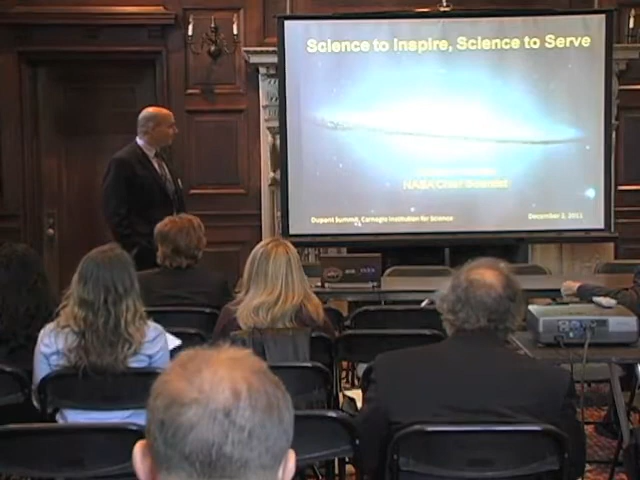 Science to Inspire, Science to Serve
NASA Chief Scientist
Dupont Summit, Carnegie Institution for Science
December 2, 2011